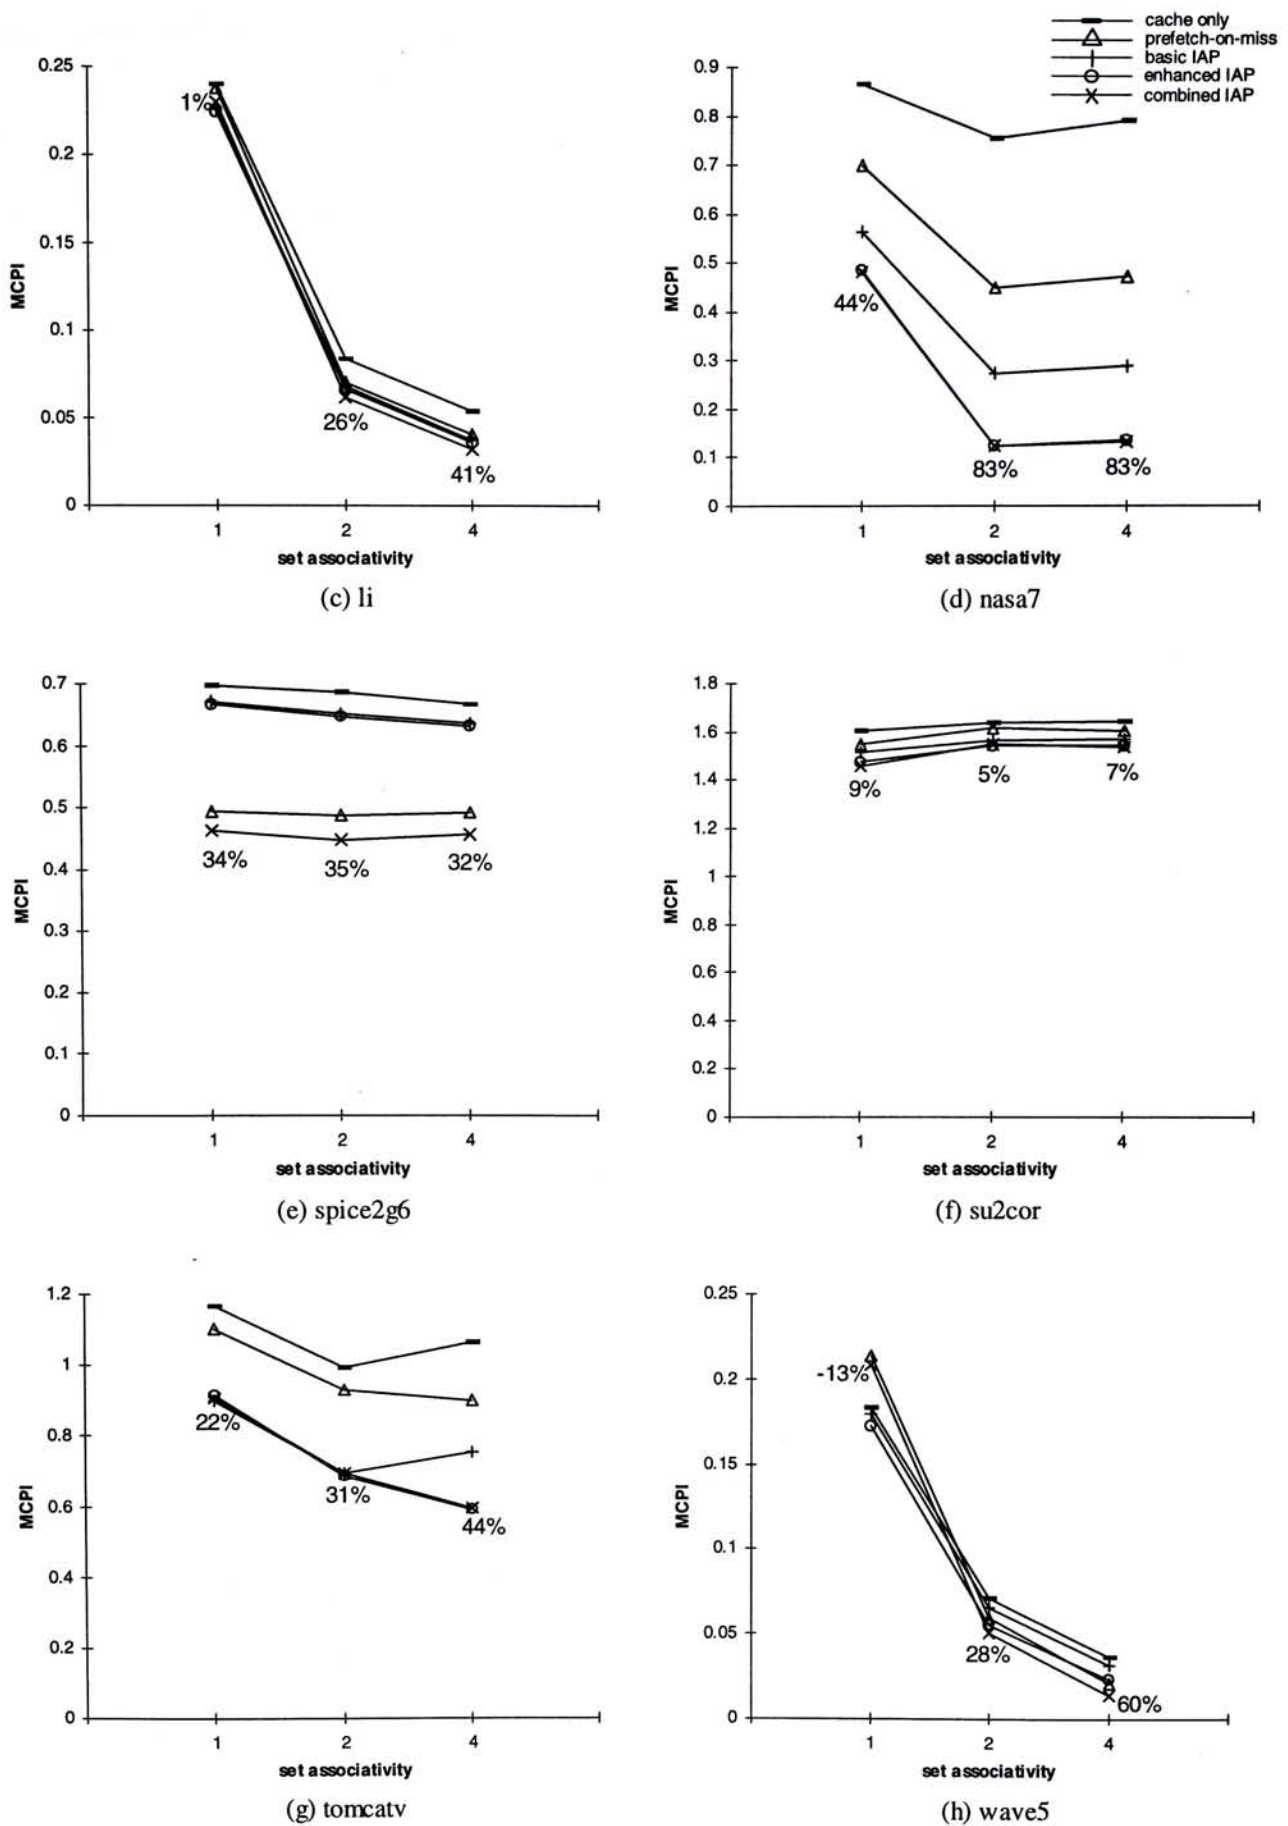 cache only
prefetch-on-miss
basic IAP
enhanced IAP
combined IAP
0.25
0.2
0.15
0.1
0.05
0
MCPI
1%
26%
41%
1 2 4
set associativity
(c) li
0.9
0.8
0.7
0.6
0.5
0.4
0.3
0.2
0.1
0
MCPI
44%
83%
83%
1 2 4
set associativity
(d) nasa7
0.7
0.6
0.5
0.4
0.3
0.2
0.1
0
MCPI
34%
35%
32%
1 2 4
set associativity
(e) spice2g6
1.8
1.6
1.4
1.2
1
0.8
0.6
0.4
0.2
0
MCPI
9%
5%
7%
1 2 4
set associativity
(f) su2cor
1.2
1
0.8
0.6
0.4
0.2
0
MCPI
22%
31%
44%
1 2 4
set associativity
(g) tomcatv
0.25
0.2
0.15
0.1
0.05
0
MCPI
-13%
28%
60%
1 2 4
set associativity
(h) wave5